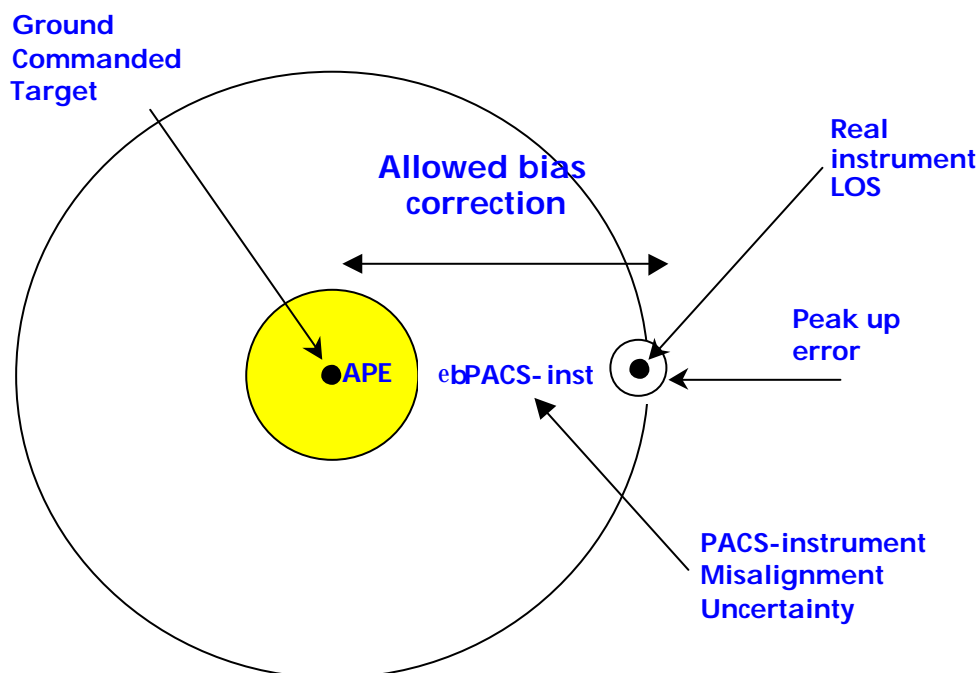 Ground
Commanded
Target
Real
instrument
LOS
Allowed bias
correction
Peak up
error
APE
ebPACS-inst
PACS-instrument
Misalignment
Uncertainty